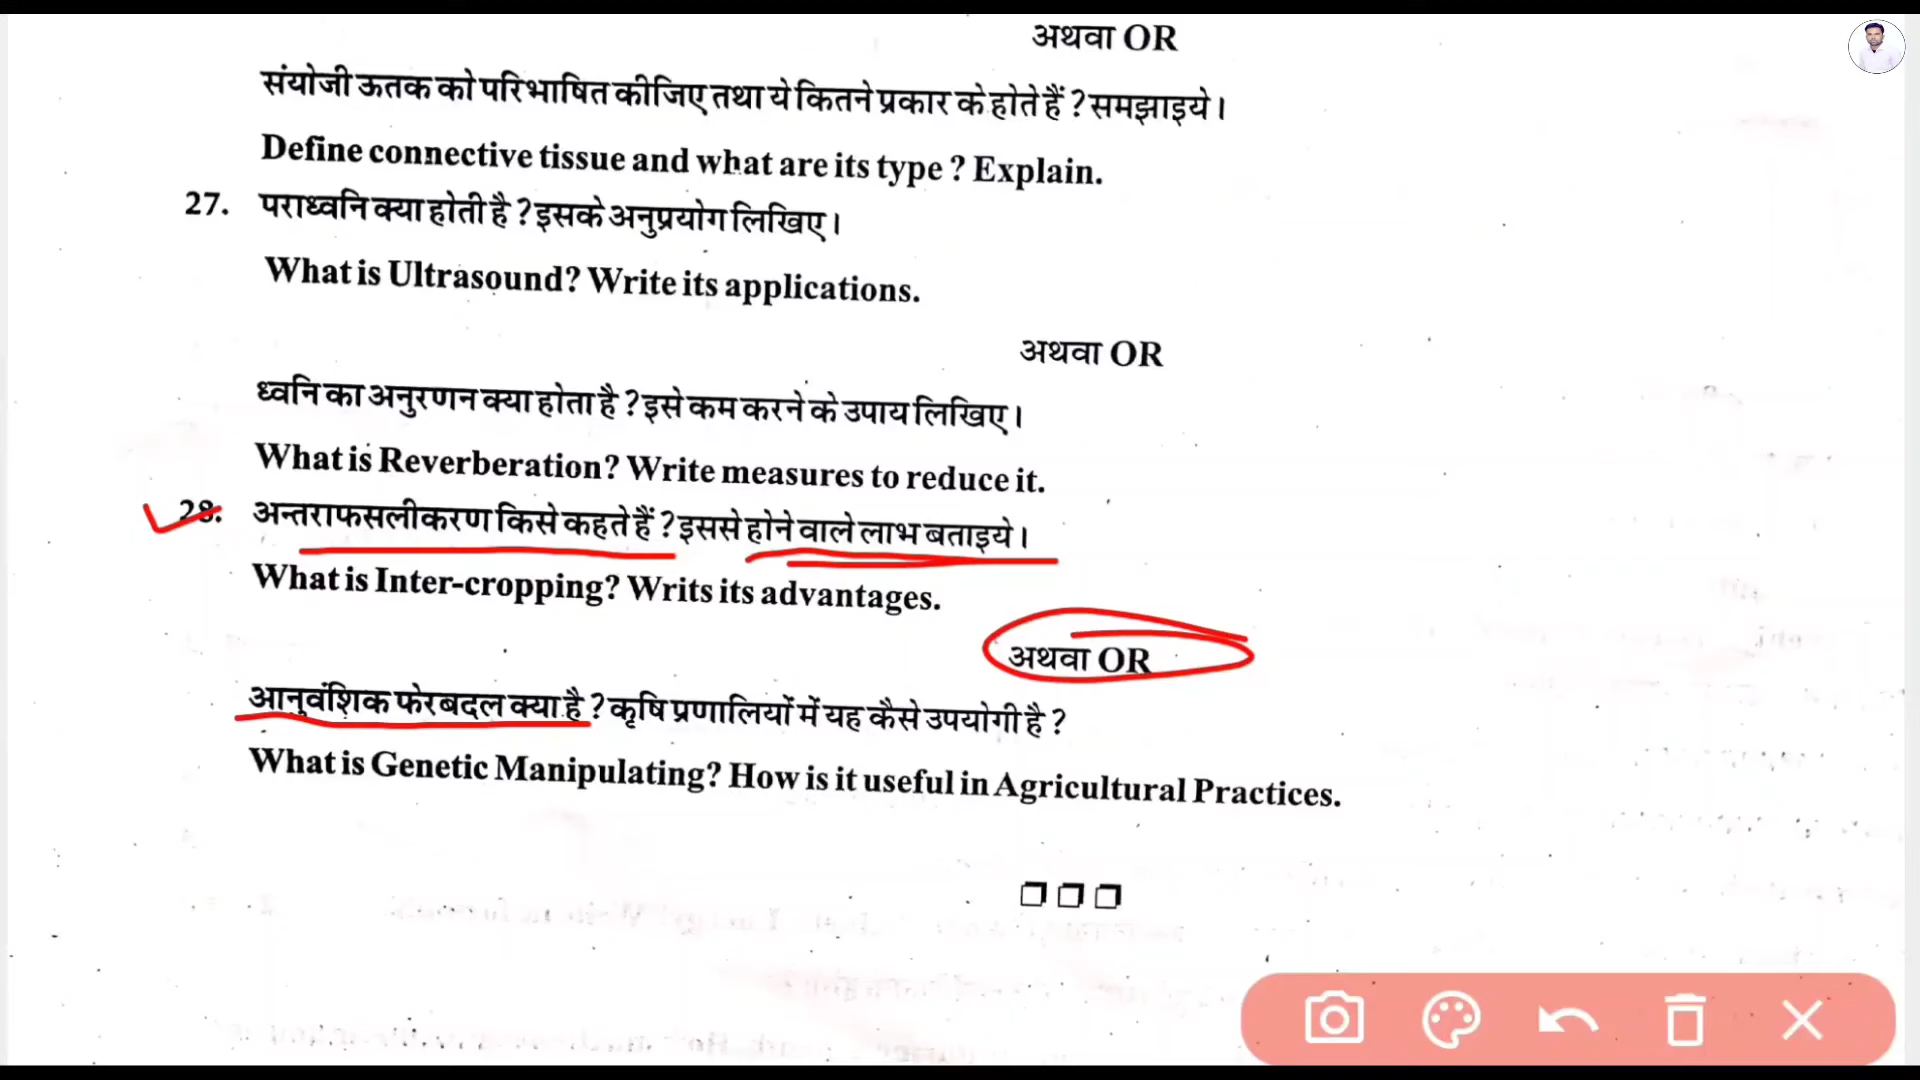 अथवा OR
संयोजी ऊतक को परिभाषित कीजिए तथा ये कितने प्रकार के होते हैं ? समझाइये।
Define connective tissue and what are its type ? Explain.
27. पराध्वनि क्या होती है ? इसके अनुप्रयोग लिखिए।
What is Ultrasound? Write its applications.
अथवा OR
ध्वनि का अनुरणन क्या होता है ? इसे कम करने के उपाय लिखिए।
What is Reverberation? Write measures to reduce it.
28. अन्तराफसलीकरण किसे कहते हैं ? इससे होने वाले लाभ बताइये।
What is Inter-cropping? Writs its advantages.
अथवा OR
आनुवंशिक फेरबदल क्या है ? कृषि प्रणालियों में यह कैसे उपयोगी है ?
What is Genetic Manipulating? How is it useful in Agricultural Practices.